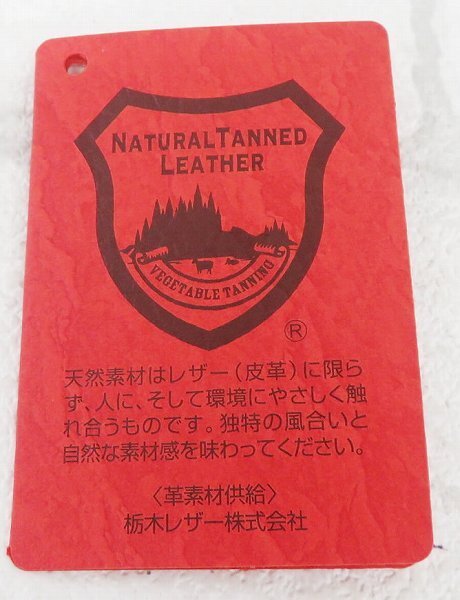 NATURALTANNED
LEATHER
VEGETABLE TANNING
®
天然素材はレザー（皮革）に限ら
ず、人に、そして環境にやさしく触
れ合うものです。独特の風合いと
自然な素材感を味わってください。
〈革素材供給〉
栃木レザー株式会社